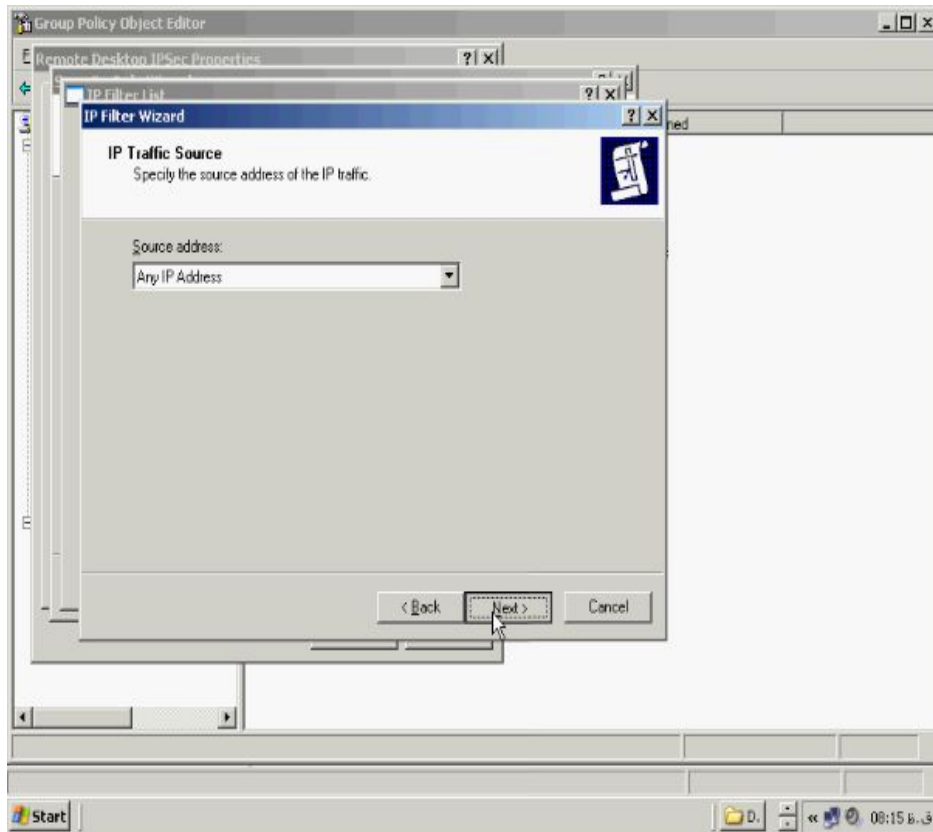 Group Policy Object Editor
Remote Desktop IPSec Properties
IP Filter List
IP Filter Wizard
ned
IP Traffic Source
Specify the source address of the IP traffic.
Source address:
Any IP Address
< Back
Next >
Cancel
Start
D.
08:15 ق.ظ